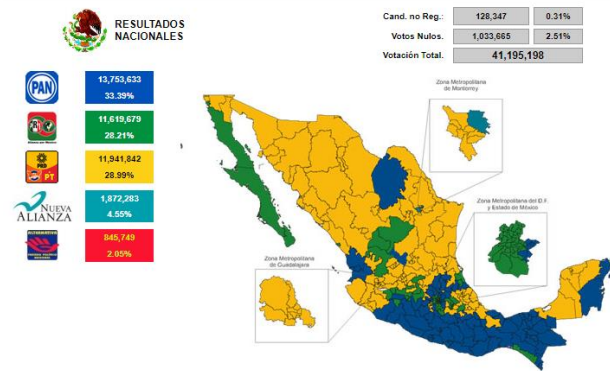 RESULTADOS
NACIONALES
Cand. no Reg.: 128,347 0.31%
Votos Nulos. 1,033,665 2.51%
Votación Total. 41,195,198
PAN
13,753,633
33.39%
11,619,679
28.21%
PRD
PT
11,941,842
28.99%
NUEVA
ALIANZA
1,872,283
4.55%
ALTERNATIVA
845,749
2.05%
Zona Metropolitana
de Monterrey
Zona Metropolitana del D.F.
y Estado de México
Zona Metropolitana
de Guadalajara